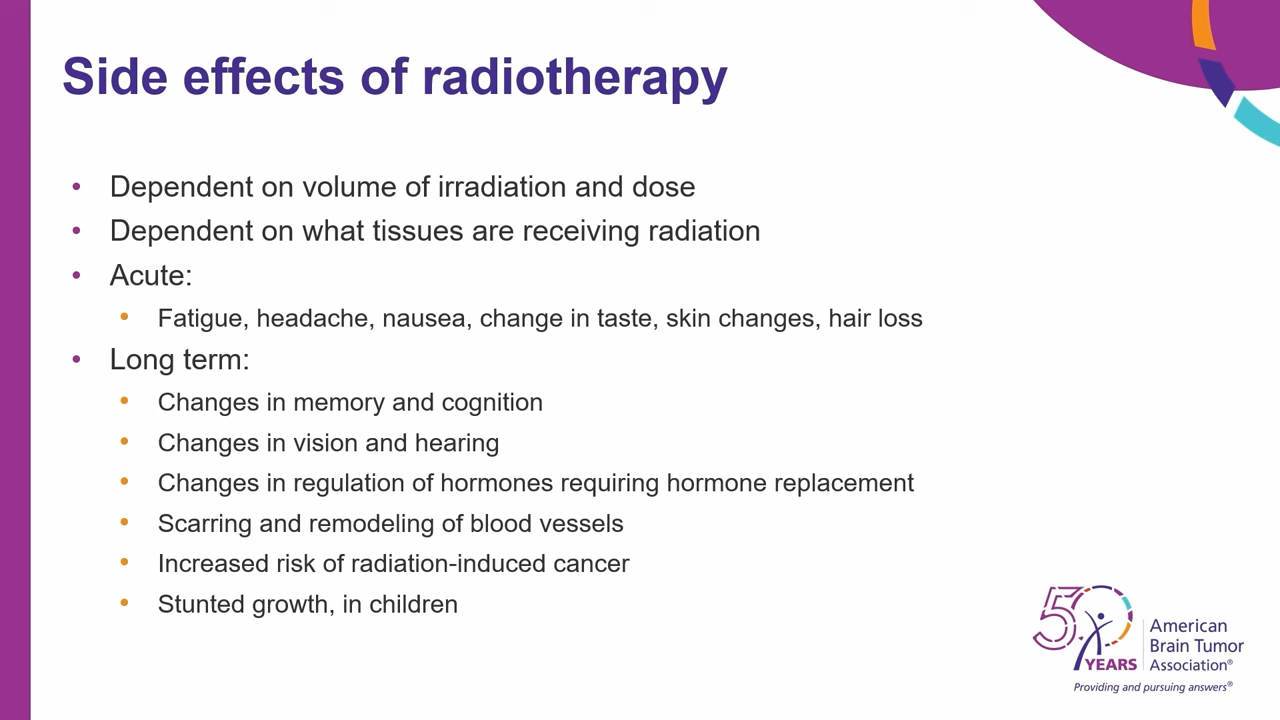 Side effects of radiotherapy
• Dependent on volume of irradiation and dose
• Dependent on what tissues are receiving radiation
• Acute:
• Fatigue, headache, nausea, change in taste, skin changes, hair loss
• Long term:
• Changes in memory and cognition
• Changes in vision and hearing
• Changes in regulation of hormones requiring hormone replacement
• Scarring and remodeling of blood vessels
• Increased risk of radiation-induced cancer
• Stunted growth, in children
50
YEARS
American
Brain Tumor
Association®
Providing and pursuing answers®